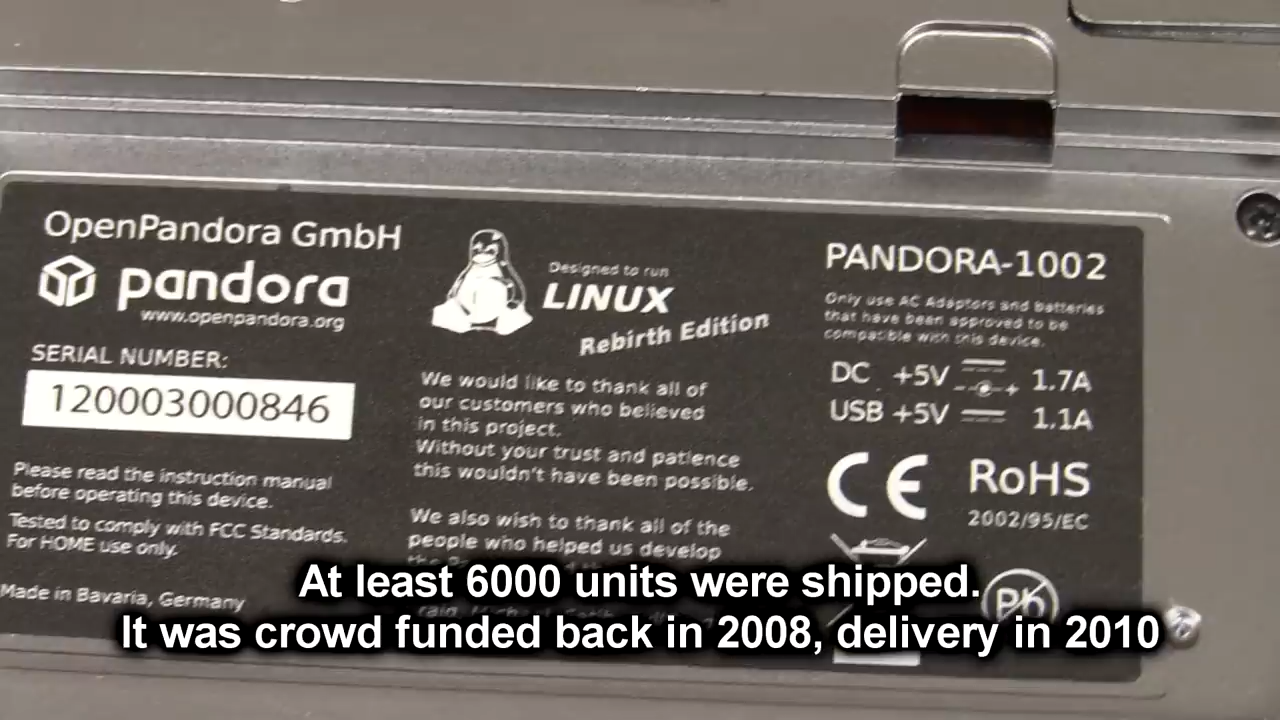 OpenPandora GmbH
pandora
www.openpandora.org
SERIAL NUMBER:
120003000846
Please read the instruction manual
before operating this device.
Tested to comply with FCC Standards.
For HOME use only.
Made in Bavaria, Germany
Designed to run
LINUX
Rebirth Edition
We would like to thank all of
our customers who believed
in this project.
Without your trust and patience
this wouldn't have been possible.
We also wish to thank all of the
people who helped us develop
PANDORA-1002
Only use AC Adaptors and batteries
that have been approved to be
compatible with this device.
DC +5V 1.7A
USB +5V 1.1A
CE RoHS
2002/95/EC
Pb
At least 6000 units were shipped.
It was crowd funded back in 2008, delivery in 2010